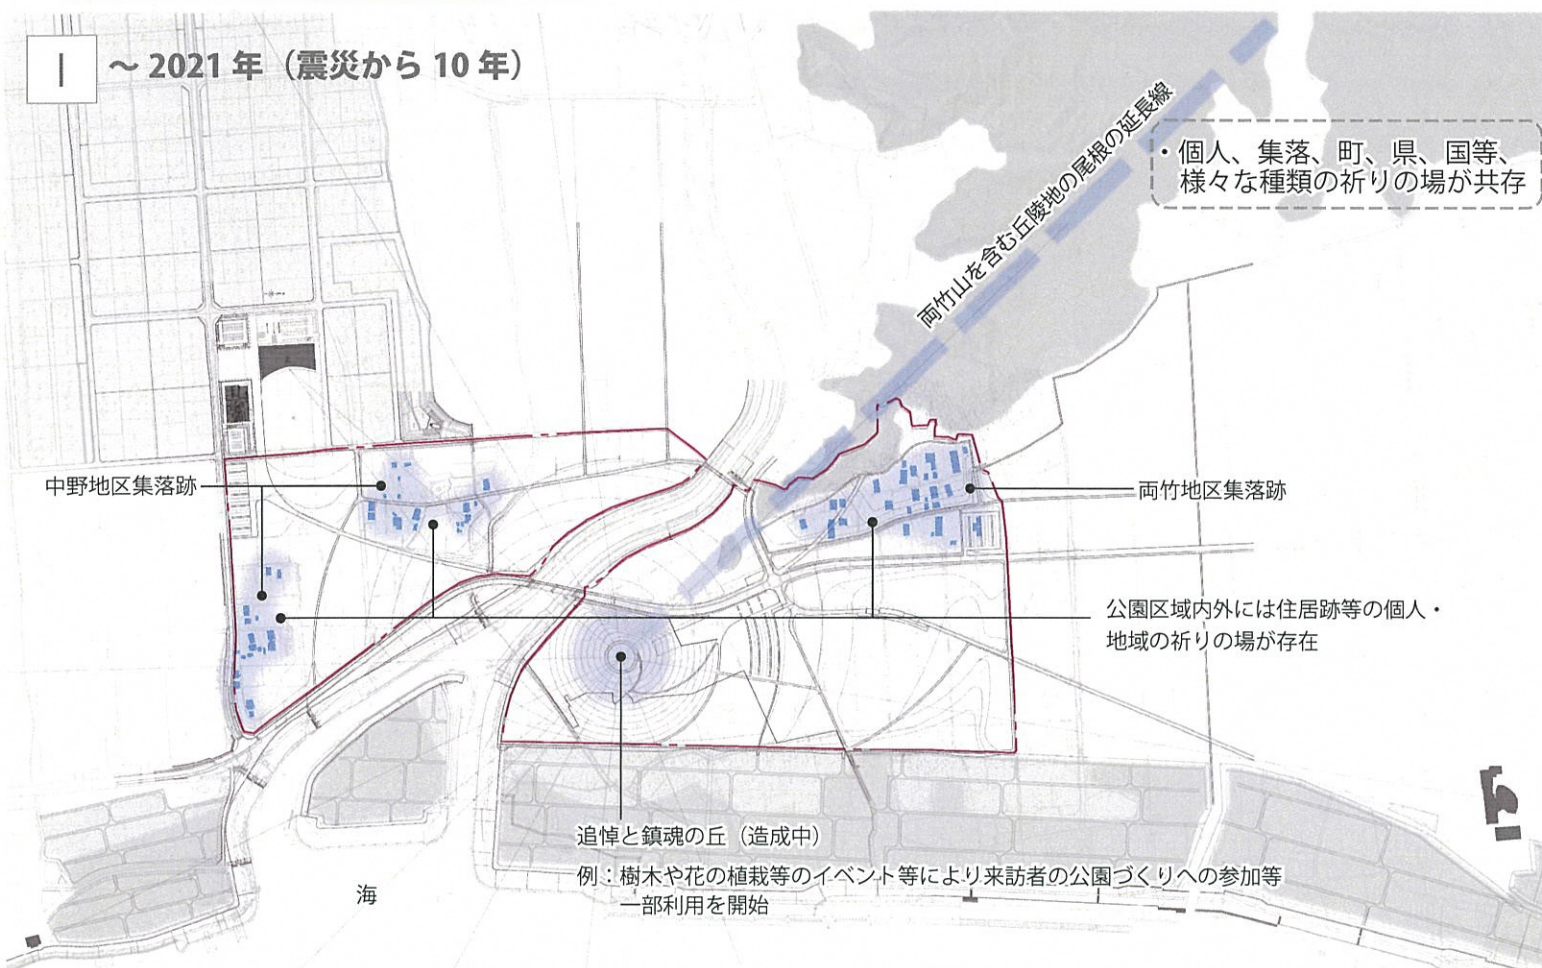 I
～ 2021 年（震災から 10 年）
両竹山を含む丘陵地の尾根の延長線
・個人、集落、町、県、国等、
様々な種類の祈りの場が共存
中野地区集落跡
両竹地区集落跡
公園区域内外には住居跡等の個人・
地域の祈りの場が存在
追悼と鎮魂の丘（造成中）
例：樹木や花の植栽等のイベント等により来訪者の公園づくりへの参加等
一部利用を開始
海